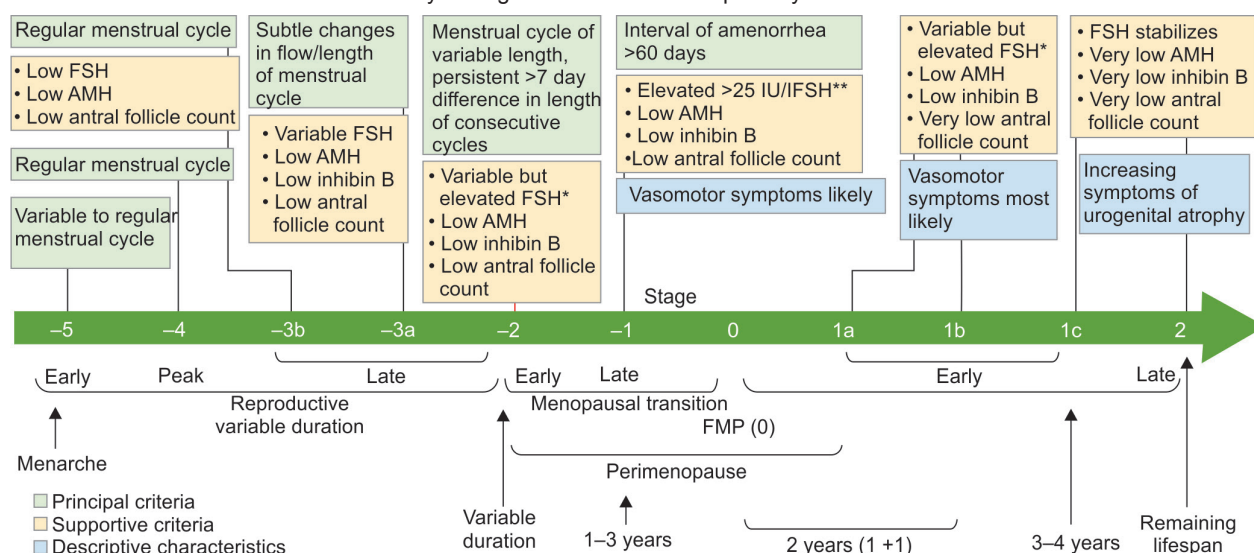 Regular menstrual cycle
• Low FSH
• Low AMH
• Low antral follicle count
Regular menstrual cycle
Variable to regular
menstrual cycle
Subtle changes
in flow/length
of menstrual
cycle
• Variable FSH
• Low AMH
• Low inhibin B
• Low antral
follicle count
Menstrual cycle of
variable length,
persistent >7 day
difference in length
of consecutive
cycles
• Variable but
elevated FSH*
• Low AMH
• Low inhibin B
• Low antral follicle
count
Interval of amenorrhea
>60 days
• Elevated >25 IU/lFSH**
• Low AMH
• Low inhibin B
•Low antral follicle count
Vasomotor symptoms likely
• Variable but
elevated FSH*
• Low AMH
• Low inhibin B
• Very low antral
follicle count
Vasomotor
symptoms most
likely
• FSH stabilizes
• Very low AMH
• Very low inhibin B
• Very low antral
follicle count
Increasing
symptoms of
urogenital atrophy
Stage
–5 –4 –3b –3a –2 –1 0 1a 1b 1c 2
Early Peak Late Early Late Early Late
Reproductive
variable duration
Menopausal transition
FMP (0)
Menarche
Perimenopause
Principal criteria
Supportive criteria
Descriptive characteristics
Variable
duration
1–3 years
2 years (1 +1)
3–4 years
Remaining
lifespan